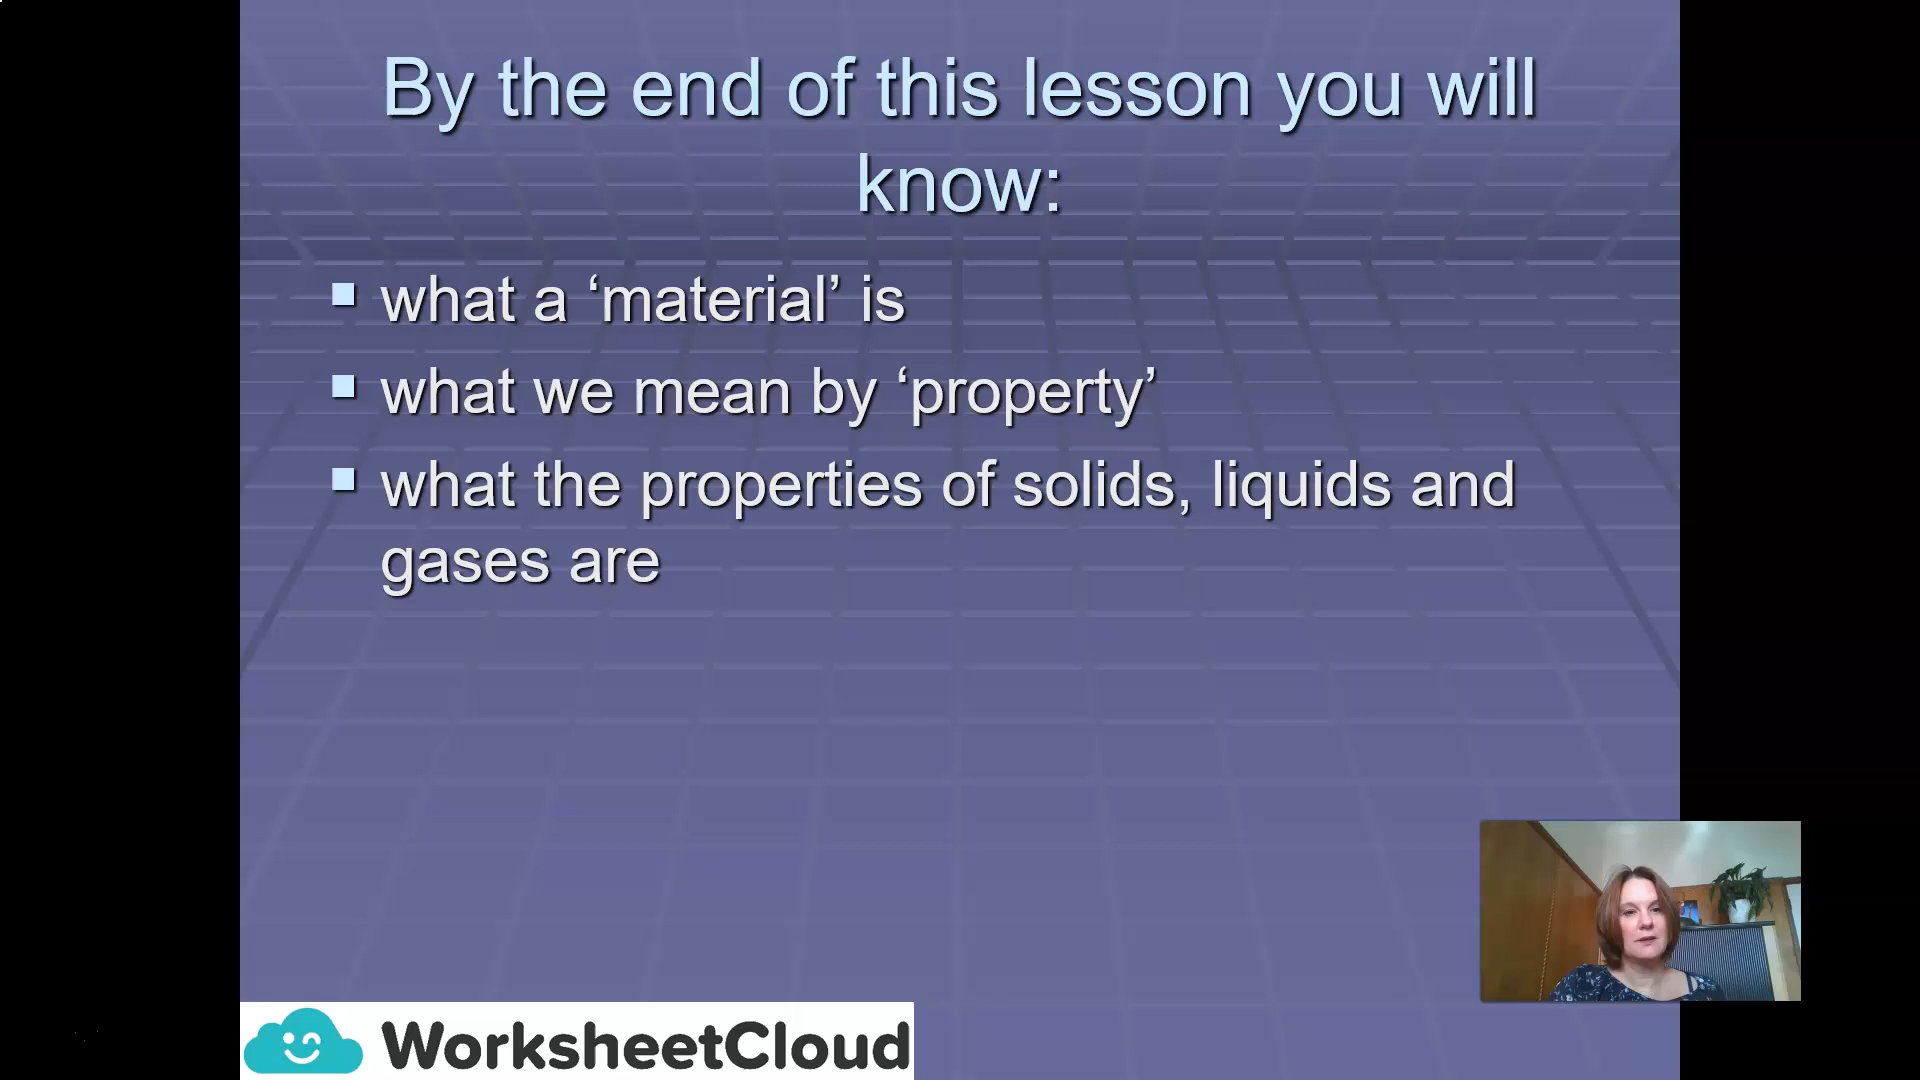 By the end of this lesson you will
know:
what a ‘material’ is
what we mean by ‘property’
what the properties of solids, liquids and
gases are
WorksheetCloud